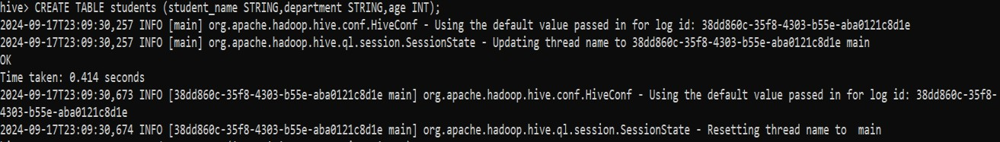 hive> CREATE TABLE students (student_name STRING,department STRING,age INT);
2024-09-17T23:09:30,257 INFO [main] org.apache.hadoop.hive.conf.HiveConf - Using the default value passed in for log id: 38dd860c-35f8-4303-b55e-aba0121c8d1e
2024-09-17T23:09:30,257 INFO [main] org.apache.hadoop.hive.ql.session.SessionState - Updating thread name to 38dd860c-35f8-4303-b55e-aba0121c8d1e main
OK
Time taken: 0.414 seconds
2024-09-17T23:09:30,673 INFO [38dd860c-35f8-4303-b55e-aba0121c8d1e main] org.apache.hadoop.hive.conf.HiveConf - Using the default value passed in for log id: 38dd860c-35f8-
4303-b55e-aba0121c8d1e
2024-09-17T23:09:30,674 INFO [38dd860c-35f8-4303-b55e-aba0121c8d1e main] org.apache.hadoop.hive.ql.session.SessionState - Resetting thread name to  main